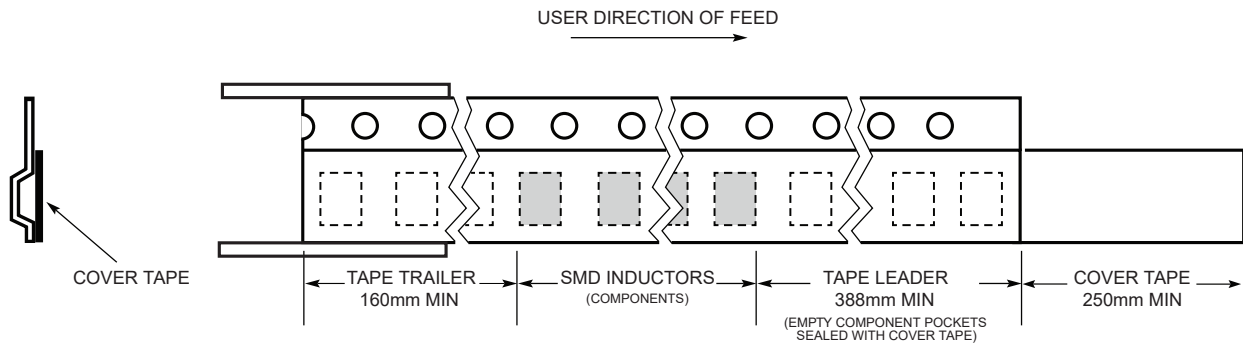 USER DIRECTION OF FEED
COVER TAPE
TAPE TRAILER
160mm MIN
SMD INDUCTORS
(COMPONENTS)
TAPE LEADER
388mm MIN
(EMPTY COMPONENT POCKETS
SEALED WITH COVER TAPE)
COVER TAPE
250mm MIN